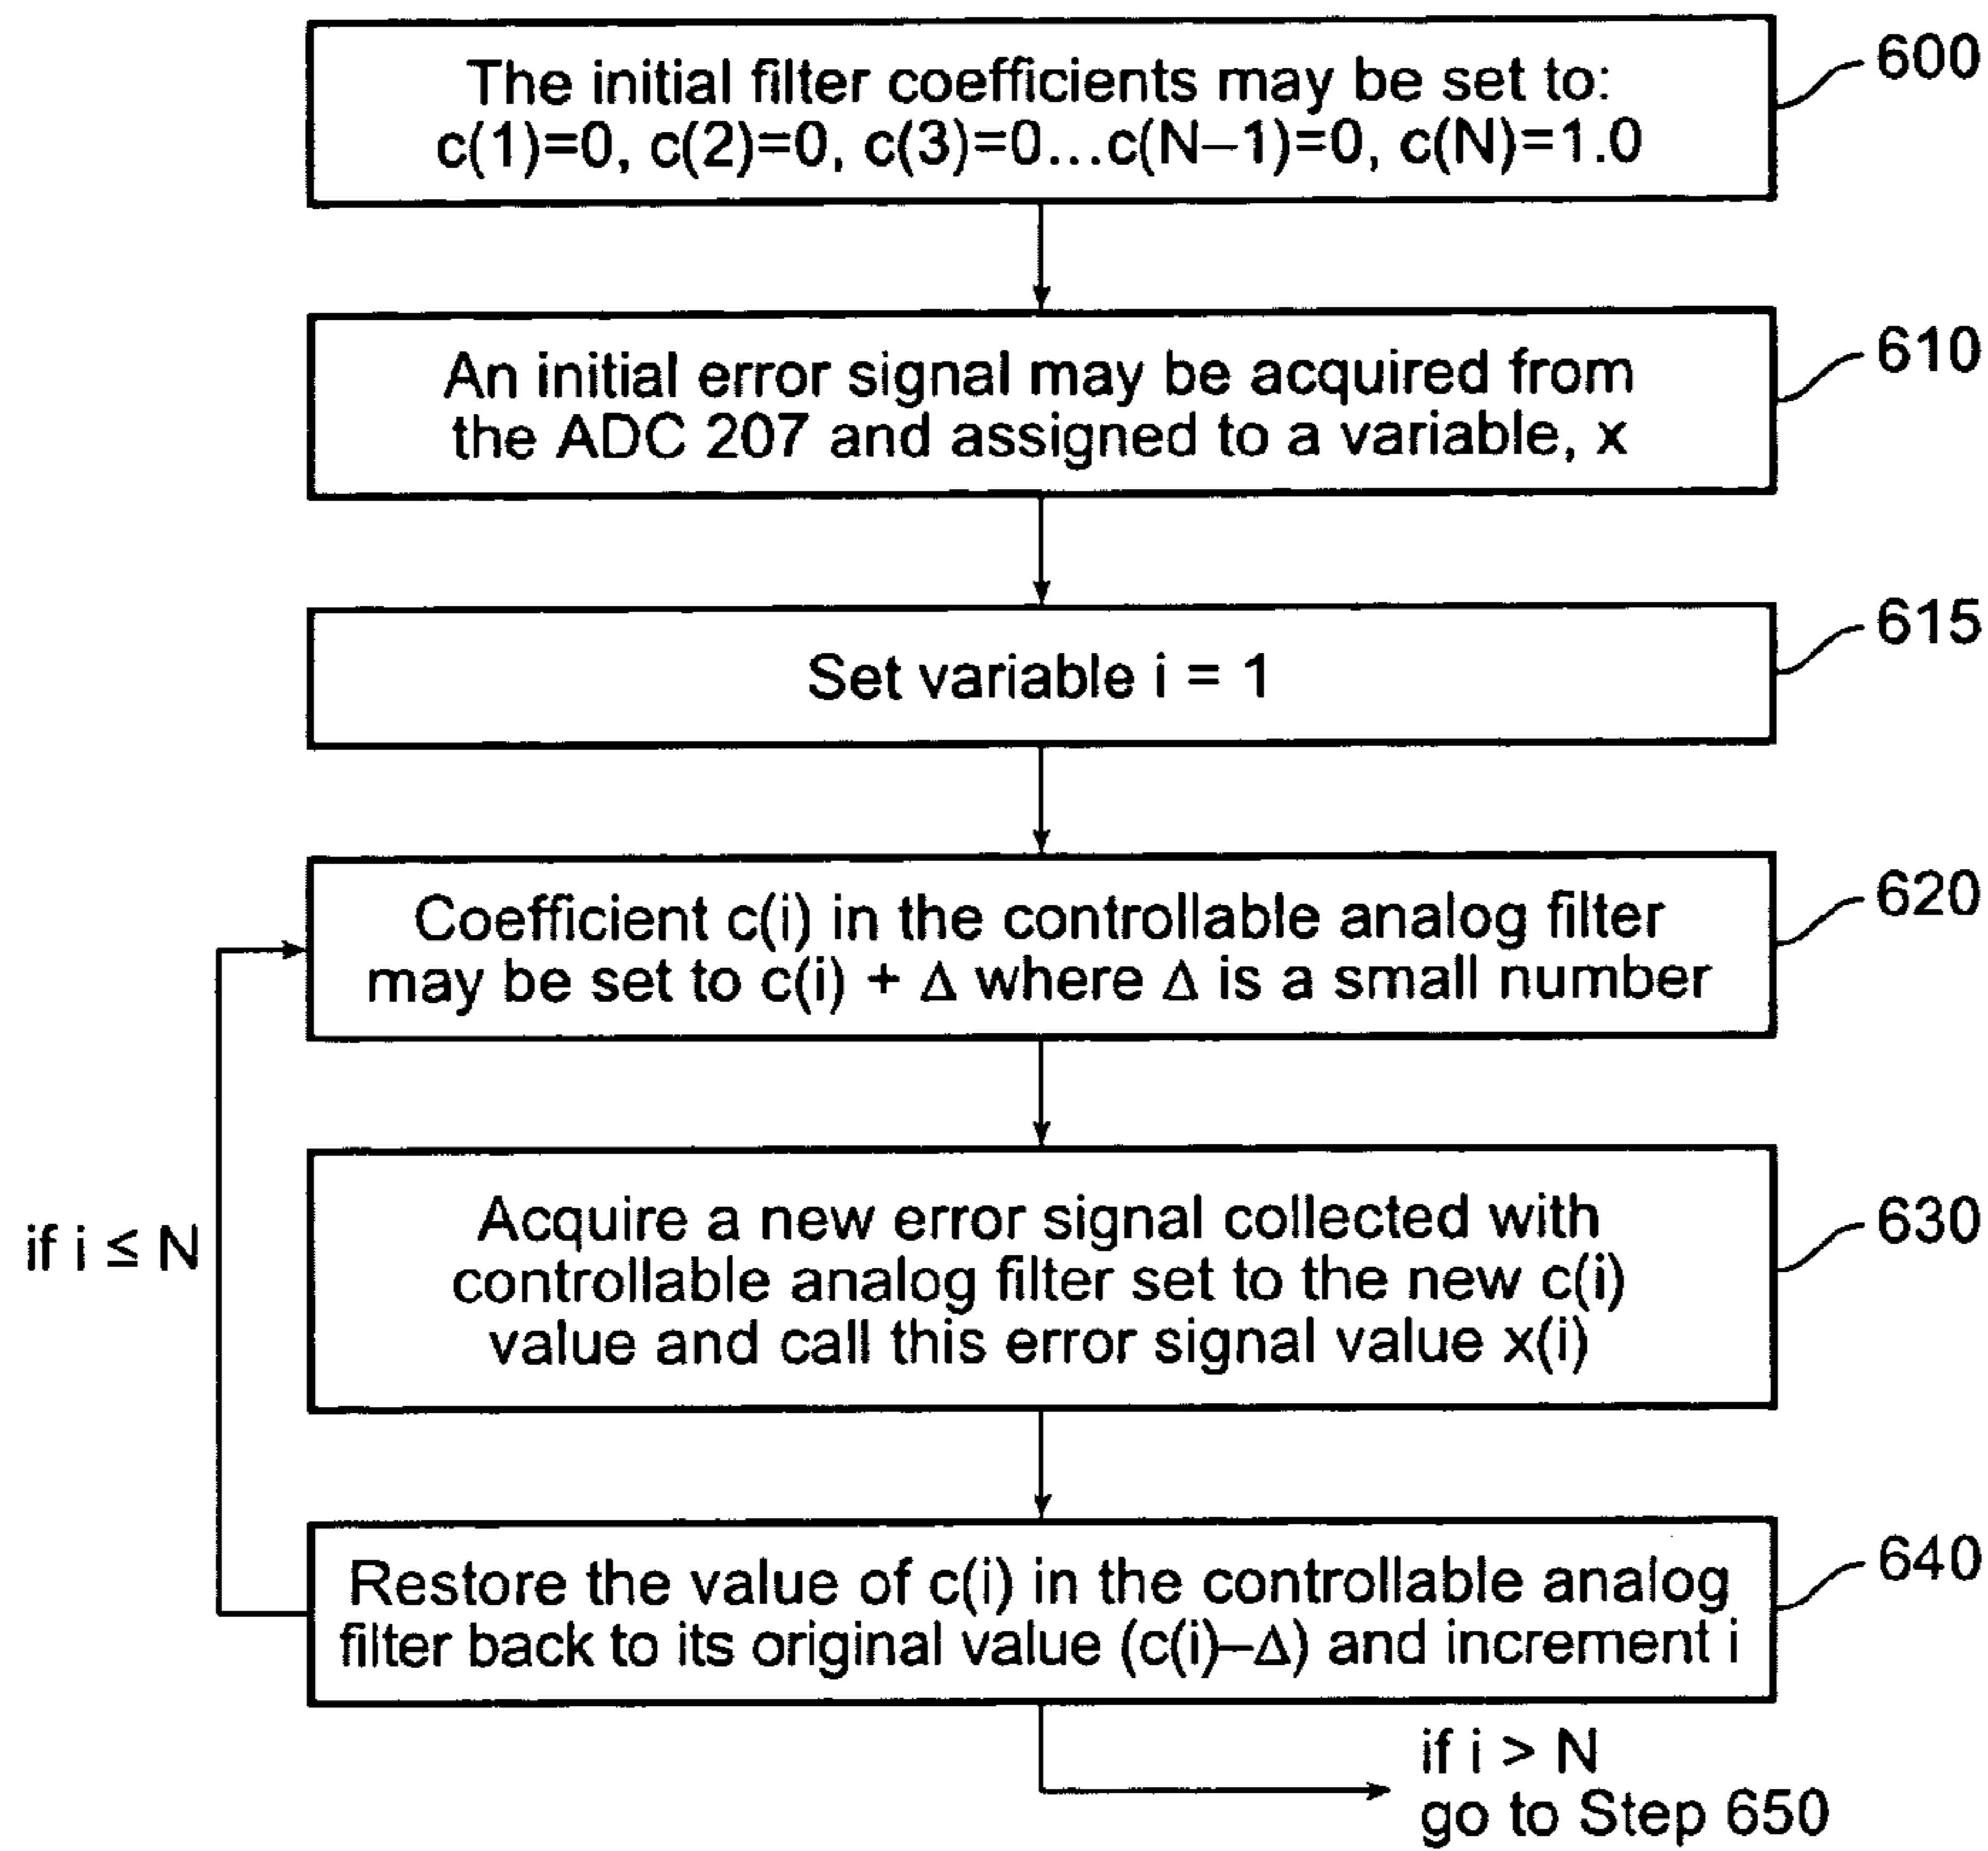 The initial filter coefficients may be set to:
c(1)=0, c(2)=0, c(3)=0...c(N–1)=0, c(N)=1.0
600
An initial error signal may be acquired from
the ADC 207 and assigned to a variable, x
610
Set variable i = 1
615
Coefficient c(i) in the controllable analog filter
may be set to c(i) + Δ where Δ is a small number
620
Acquire a new error signal collected with
controllable analog filter set to the new c(i)
value and call this error signal value x(i)
630
if i ≤ N
Restore the value of c(i) in the controllable analog
filter back to its original value (c(i)–Δ) and increment i
640
if i > N
go to Step 650